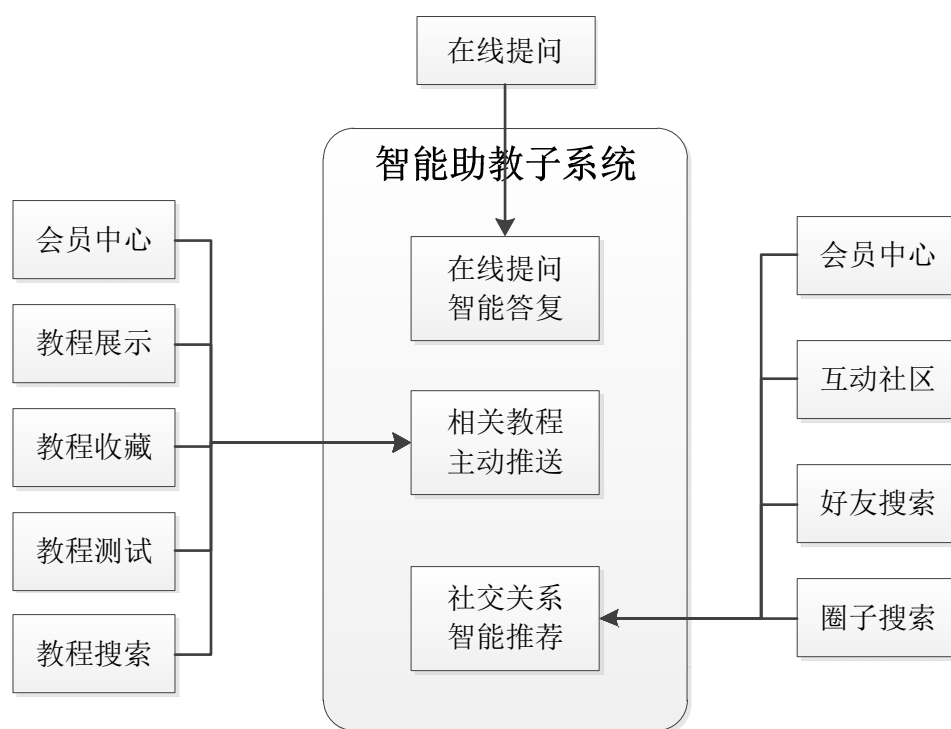 在线提问
智能助教子系统
会员中心
教程展示
教程收藏
教程测试
教程搜索
在线提问
智能答复
相关教程
主动推送
社交关系
智能推荐
会员中心
互动社区
好友搜索
圈子搜索